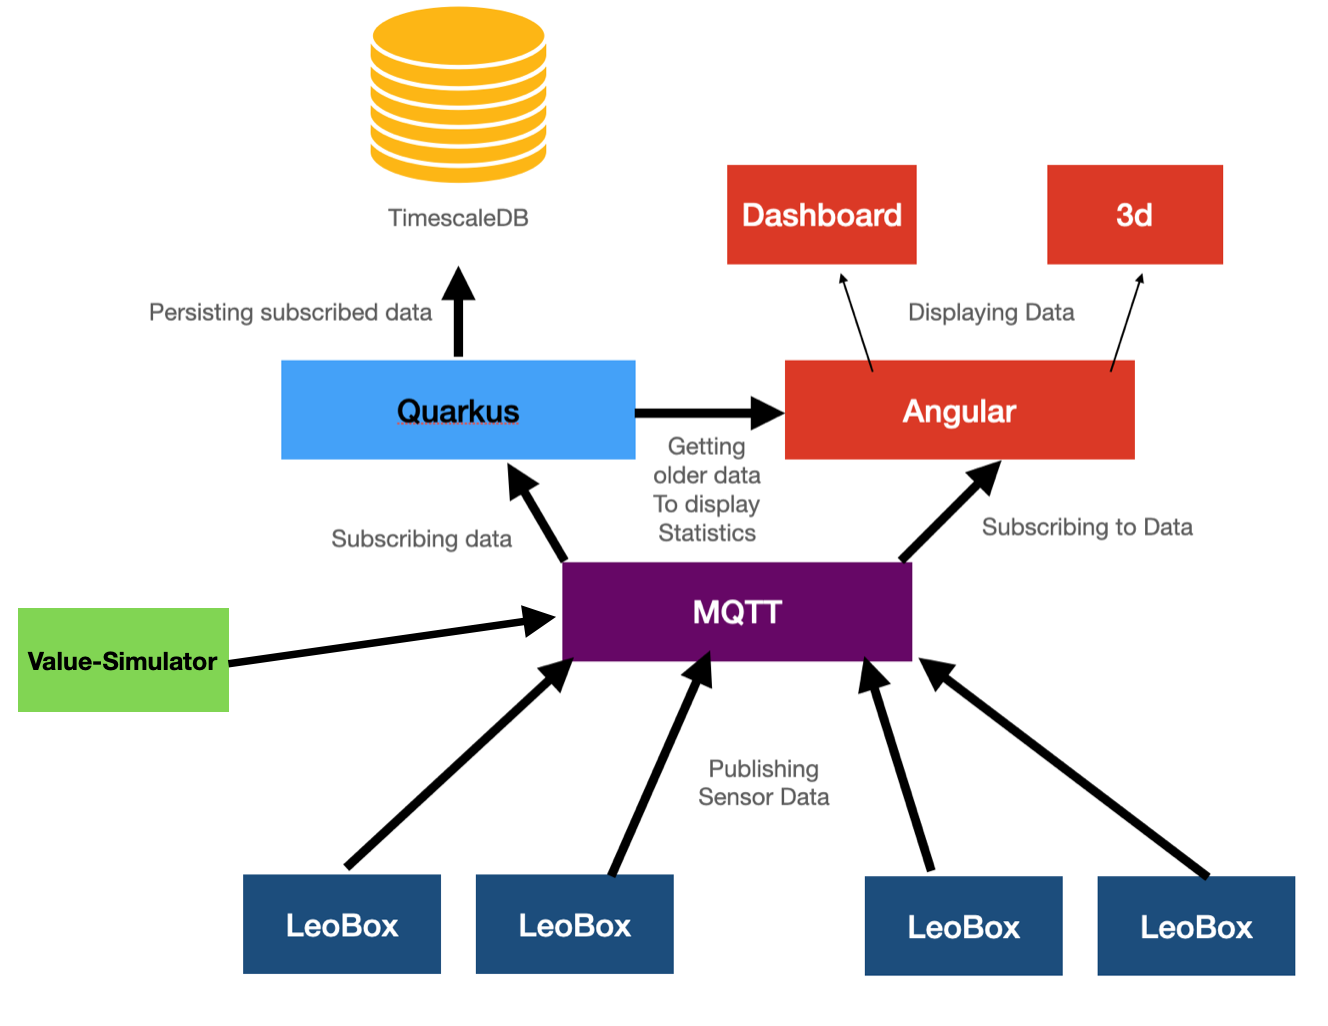 TimescaleDB
Dashboard
3d
Persisting subscribed data
Displaying Data
Quarkus
Angular
Getting
older data
To display
Statistics
Subscribing data
Subscribing to Data
MQTT
Value-Simulator
Publishing
Sensor Data
LeoBox
LeoBox
LeoBox
LeoBox